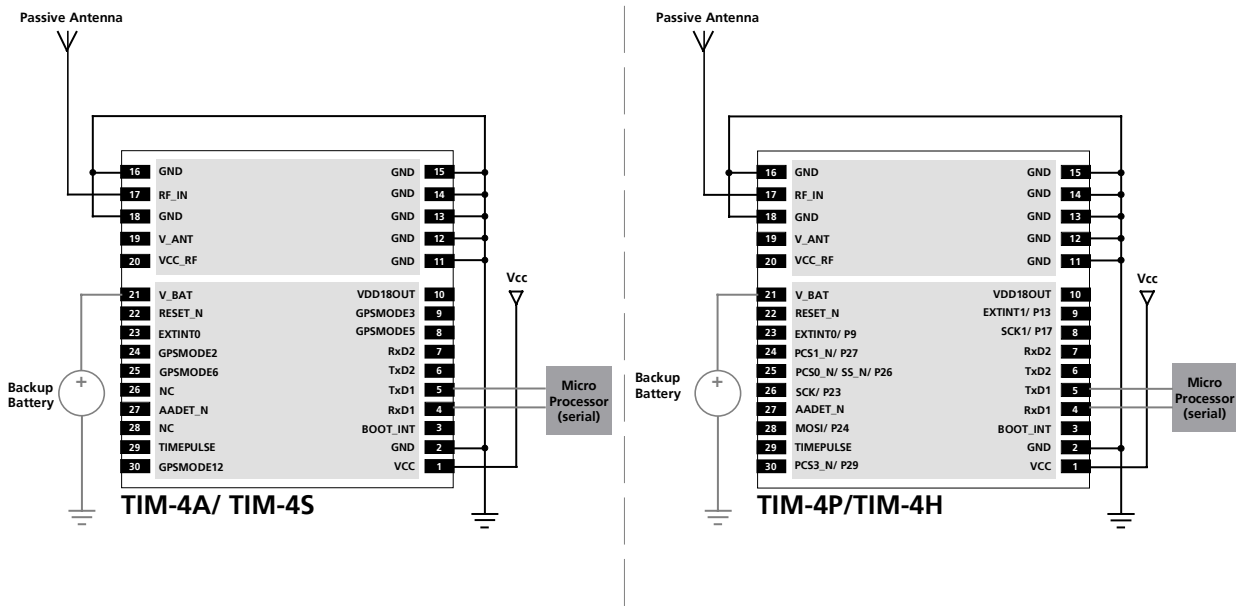 Passive Antenna
16 GND GND 15
17 RF_IN GND 14
18 GND GND 13
19 V_ANT GND 12
20 VCC_RF GND 11
Vcc
21 V_BAT VDD18OUT 10
22 RESET_N GPSMODE3 9
23 EXTINT0 GPSMODE5 8
24 GPSMODE2 RxD2 7
25 GPSMODE6 TxD2 6
26 NC TxD1 5
27 AADET_N RxD1 4
28 NC BOOT_INT 3
29 TIMEPULSE GND 2
30 GPSMODE12 VCC 1
Backup
Battery
+
Micro
Processor
(serial)
TIM-4A/ TIM-4S
Passive Antenna
16 GND GND 15
17 RF_IN GND 14
18 GND GND 13
19 V_ANT GND 12
20 VCC_RF GND 11
Vcc
21 V_BAT VDD18OUT 10
22 RESET_N EXTINT1/ P13 9
23 EXTINT0/ P9 SCK1/ P17 8
24 PCS1_N/ P27 RxD2 7
25 PCS0_N/ SS_N/ P26 TxD2 6
26 SCK/ P23 TxD1 5
27 AADET_N RxD1 4
28 MOSI/ P24 BOOT_INT 3
29 TIMEPULSE GND 2
30 PCS3_N/ P29 VCC 1
Backup
Battery
+
Micro
Processor
(serial)
TIM-4P/TIM-4H